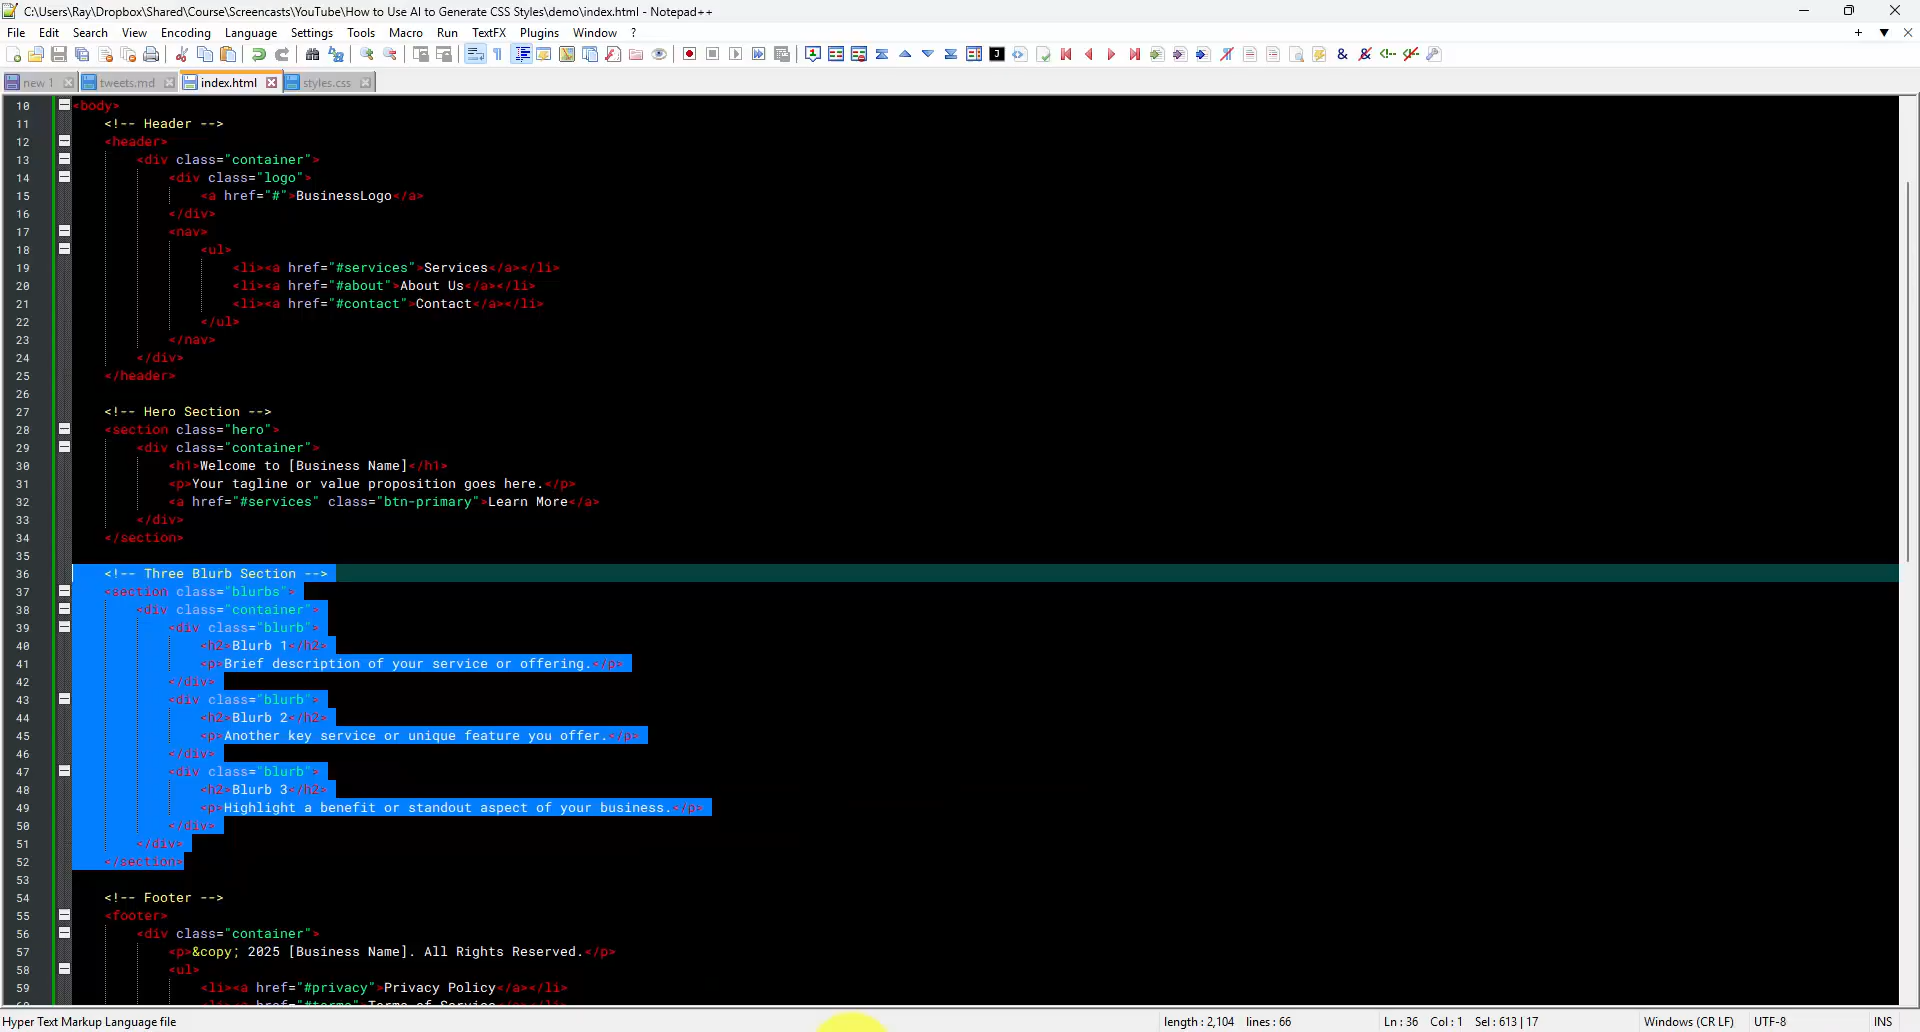 C:\Users\Ray\Dropbox\Shared\Course\Screencasts\YouTube\How to Use AI to Generate CSS Styles\demo\index.html - Notepad++
File Edit Search View Encoding Language Settings Tools Macro Run TextFX Plugins Window ?
new 1 tweets.md index.html styles.css
10 <body>
11 <!-- Header -->
12 <header>
13 <div class="container">
14 <div class="logo">
15 <a href="#">BusinessLogo</a>
16 </div>
17 <nav>
18 <ul>
19 <li><a href="#services">Services</a></li>
20 <li><a href="#about">About Us</a></li>
21 <li><a href="#contact">Contact</a></li>
22 </ul>
23 </nav>
24 </div>
25 </header>
26
27 <!-- Hero Section -->
28 <section class="hero">
29 <div class="container">
30 <h1>Welcome to [Business Name]</h1>
31 <p>Your tagline or value proposition goes here.</p>
32 <a href="#services" class="btn-primary">Learn More</a>
33 </div>
34 </section>
35
36 <!-- Three Blurb Section -->
37 <section class="blurbs">
38 <div class="container">
39 <div class="blurb">
40 <h2>Blurb 1</h2>
41 <p>Brief description of your service or offering.</p>
42 </div>
43 <div class="blurb">
44 <h2>Blurb 2</h2>
45 <p>Another key service or unique feature you offer.</p>
46 </div>
47 <div class="blurb">
48 <h2>Blurb 3</h2>
49 <p>Highlight a benefit or standout aspect of your business.</p>
50 </div>
51 </div>
52 </section>
53
54 <!-- Footer -->
55 <footer>
56 <div class="container">
57 <p>&copy; 2025 [Business Name]. All Rights Reserved.</p>
58 <ul>
59 <li><a href="#privacy">Privacy Policy</a></li>
60 <li><a href="#terms">Terms of Service</a></li>
Hyper Text Markup Language file length : 2,104 lines : 66 Ln : 36 Col : 1 Sel : 613 | 17 Windows (CR LF) UTF-8 INS